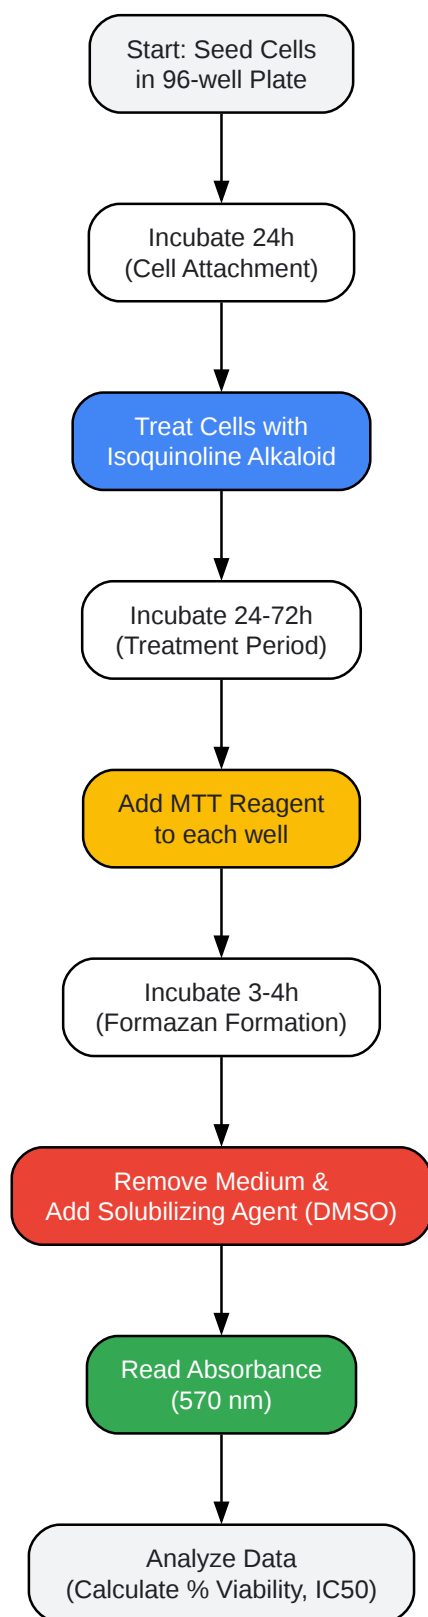 Start: Seed Cells
in 96-well Plate
Incubate 24h
(Cell Attachment)
Treat Cells with
Isoquinoline Alkaloid
Incubate 24-72h
(Treatment Period)
Add MTT Reagent
to each well
Incubate 3-4h
(Formazan Formation)
Remove Medium &
Add Solubilizing Agent (DMSO)
Read Absorbance
(570 nm)
Analyze Data
(Calculate % Viability, IC50)